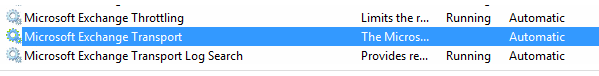 Microsoft Exchange Throttling Limits the r... Running Automatic
Microsoft Exchange Transport The Micros... Automatic
Microsoft Exchange Transport Log Search Provides re... Running Automatic